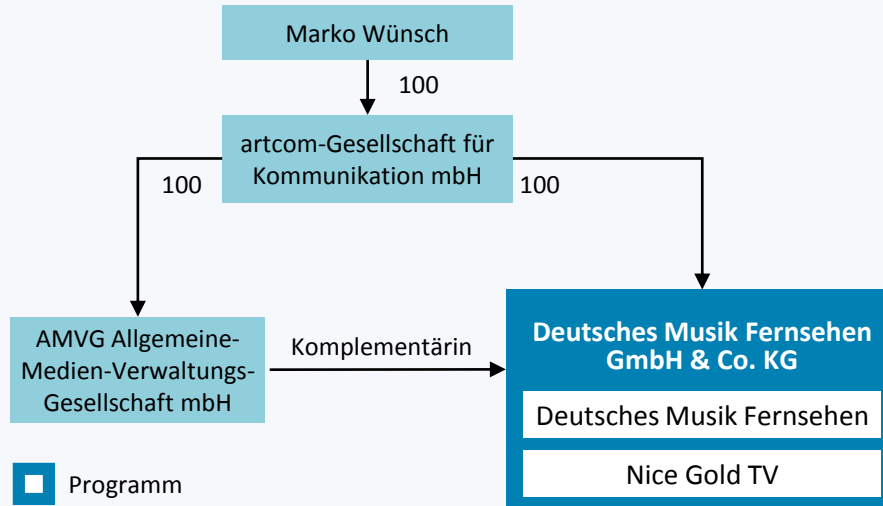 Marko Wünsch
100
artcom-Gesellschaft für
Kommunikation mbH
100
100
AMVG Allgemeine-
Medien-Verwaltungs-
Gesellschaft mbH
Komplementärin
Deutsches Musik Fernsehen
GmbH & Co. KG
Deutsches Musik Fernsehen
Nice Gold TV
Programm